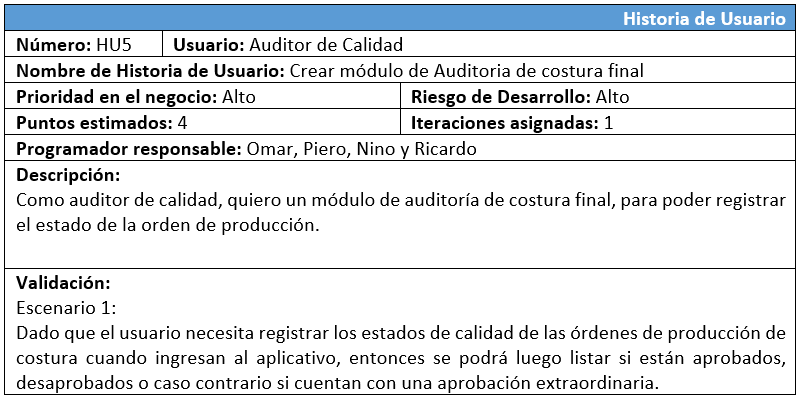 Historia de Usuario
Número: HU5 Usuario: Auditor de Calidad
Nombre de Historia de Usuario: Crear módulo de Auditoria de costura final
Prioridad en el negocio: Alto Riesgo de Desarrollo: Alto
Puntos estimados: 4 Iteraciones asignadas: 1
Programador responsable: Omar, Piero, Nino y Ricardo
Descripción:
Como auditor de calidad, quiero un módulo de auditoría de costura final, para poder registrar
el estado de la orden de producción.
Validación:
Escenario 1:
Dado que el usuario necesita registrar los estados de calidad de las órdenes de producción de
costura cuando ingresan al aplicativo, entonces se podrá luego listar si están aprobados,
desaprobados o caso contrario si cuentan con una aprobación extraordinaria.